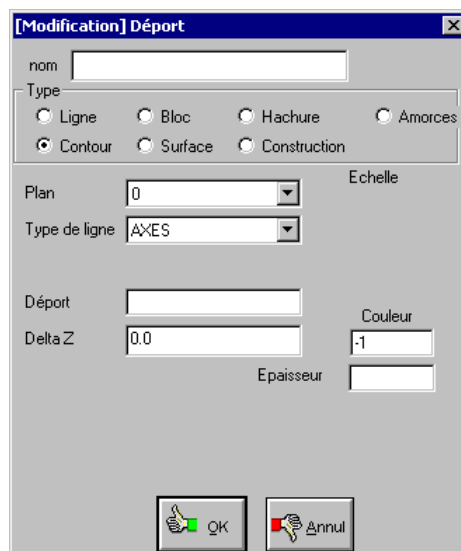 [Modification] Déport
nom
Type
Ligne Bloc Hachure Amorces
Contour Surface Construction
Echelle
Plan 0
Type de ligne AXES
Déport
Couleur
Delta Z 0.0 -1
Epaisseur
OK Annul